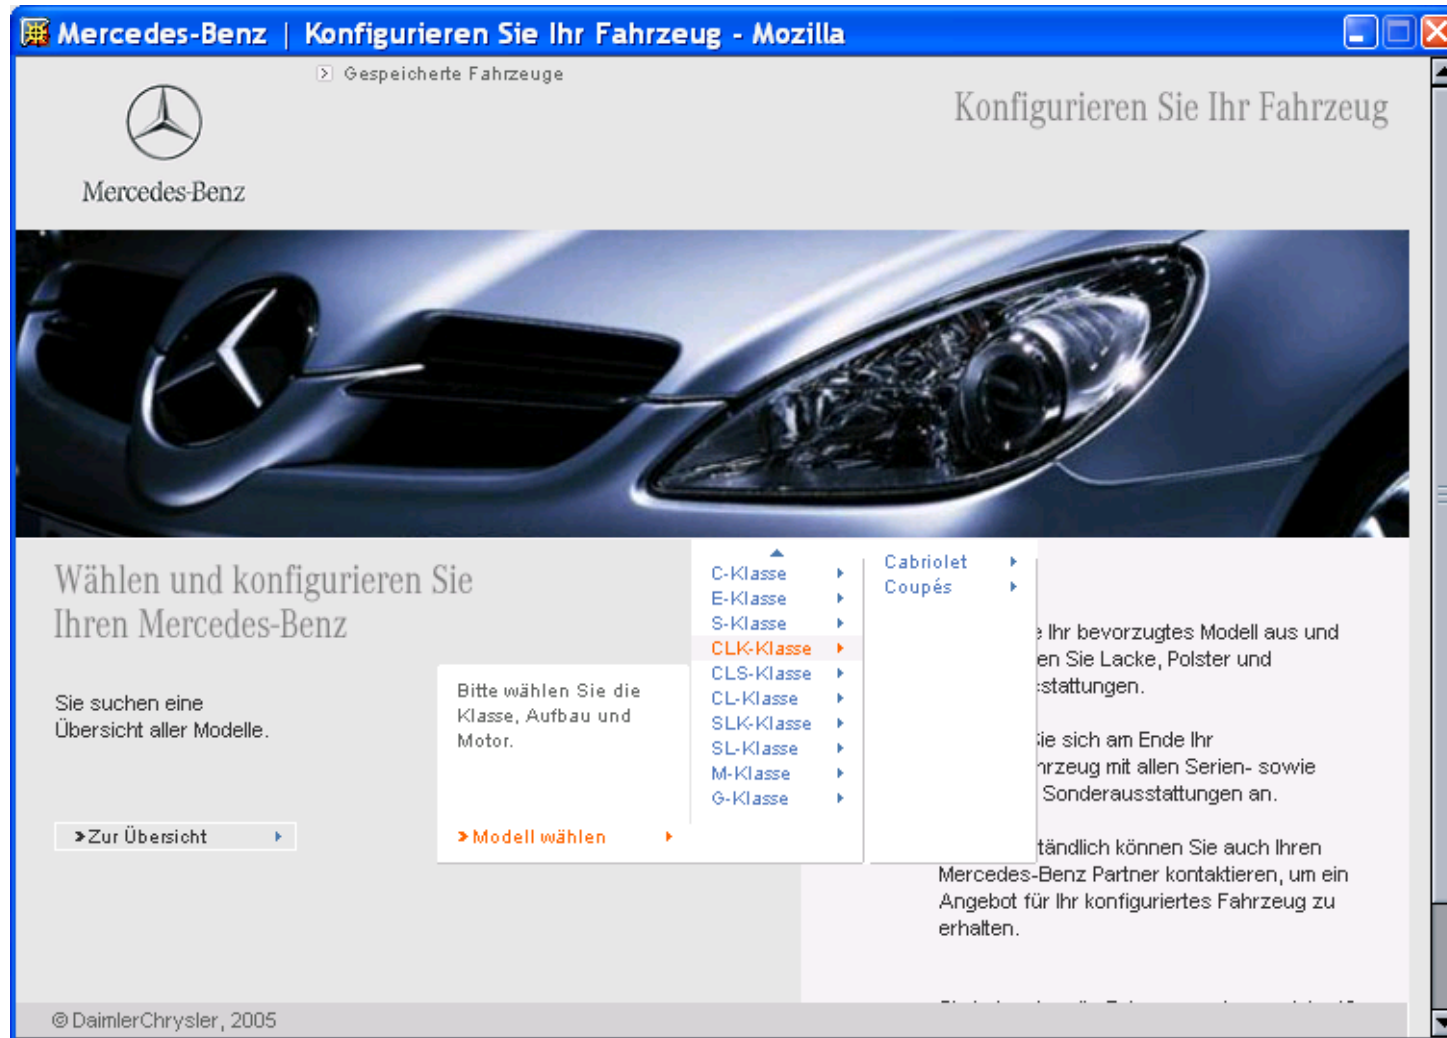 Mercedes-Benz | Konfigurieren Sie Ihr Fahrzeug - Mozilla
Gespeicherte Fahrzeuge
Konfigurieren Sie Ihr Fahrzeug
Mercedes-Benz
Wählen und konfigurieren Sie
Ihren Mercedes-Benz
Sie suchen eine
Übersicht aller Modelle.
Zur Übersicht
Bitte wählen Sie die
Klasse, Aufbau und
Motor.
Modell wählen
C-Klasse
E-Klasse
S-Klasse
CLK-Klasse
CLS-Klasse
CL-Klasse
SLK-Klasse
SL-Klasse
M-Klasse
G-Klasse
Cabriolet
Coupés
Ihr bevorzugtes Modell aus und
Sie Lacke, Polster und
sich am Ende Ihr
mit allen Serien- sowie
Sonderausstattungen an.
können Sie auch Ihren
Mercedes-Benz Partner kontaktieren, um ein
Angebot für Ihr konfiguriertes Fahrzeug zu
erhalten.
© DaimlerChrysler, 2005